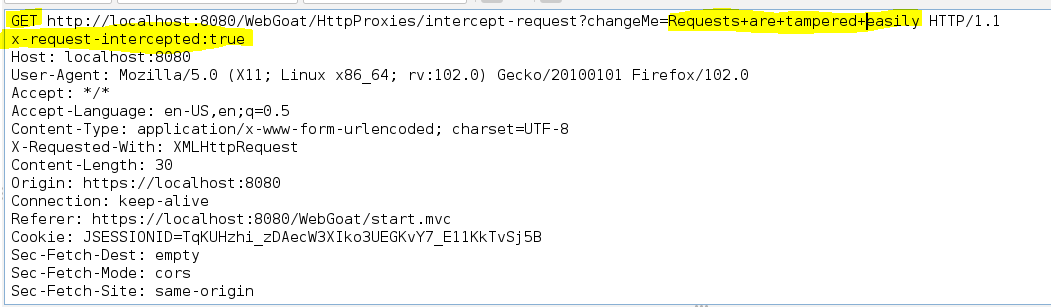 GET http://localhost:8080/WebGoat/HttpProxies/intercept-request?changeMe=Requests+are+tampered+easily HTTP/1.1
x-request-intercepted:true
Host: localhost:8080
User-Agent: Mozilla/5.0 (X11; Linux x86_64; rv:102.0) Gecko/20100101 Firefox/102.0
Accept: */*
Accept-Language: en-US,en;q=0.5
Content-Type: application/x-www-form-urlencoded; charset=UTF-8
X-Requested-With: XMLHttpRequest
Content-Length: 30
Origin: https://localhost:8080
Connection: keep-alive
Referer: https://localhost:8080/WebGoat/start.mvc
Cookie: JSESSIONID=TqKUHzhi_zDAecW3XIko3UEGKvY7_E11KkTvSj5B
Sec-Fetch-Dest: empty
Sec-Fetch-Mode: cors
Sec-Fetch-Site: same-origin